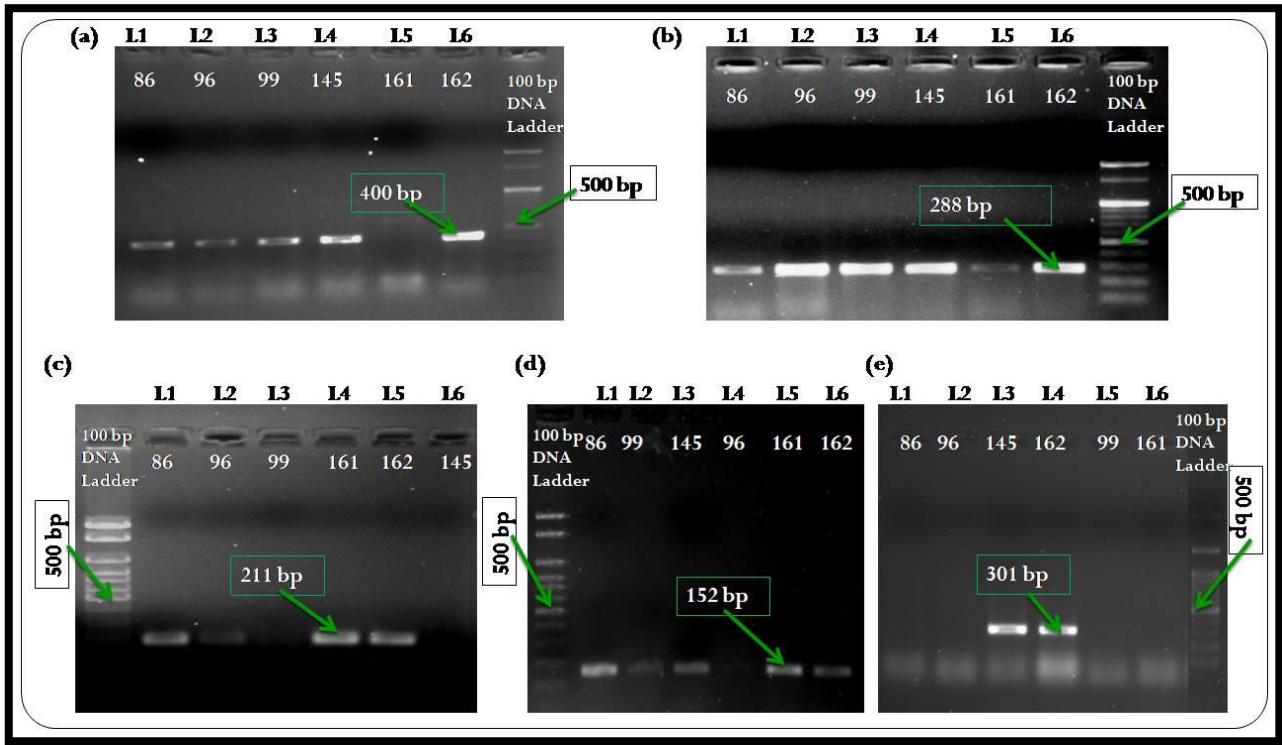 (a) L1 L2 L3 L4 L5 L6
86 96 99 145 161 162
100 bp
DNA
Ladder
400 bp
500 bp
(b) L1 L2 L3 L4 L5 L6
86 96 99 145 161 162
100 bp
DNA
Ladder
288 bp
500 bp
(c) L1 L2 L3 L4 L5 L6
100 bp
DNA
Ladder
86 96 99 161 162 145
500 bp
211 bp
(d) L1 L2 L3 L4 L5 L6
100 bp
DNA
Ladder
86 99 145 96 161 162
500 bp
152 bp
(e) L1 L2 L3 L4 L5 L6
86 96 145 162 99 161
100 bp
DNA
Ladder
500 bp
301 bp